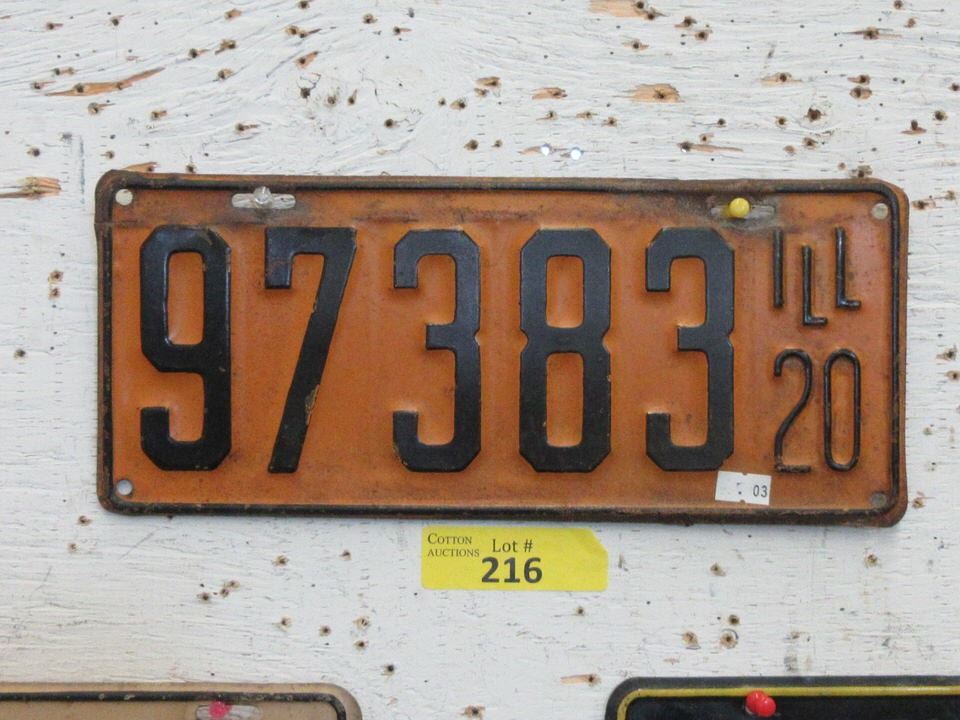 97383 ILL
20
03
COTTON
AUCTIONS Lot #
216